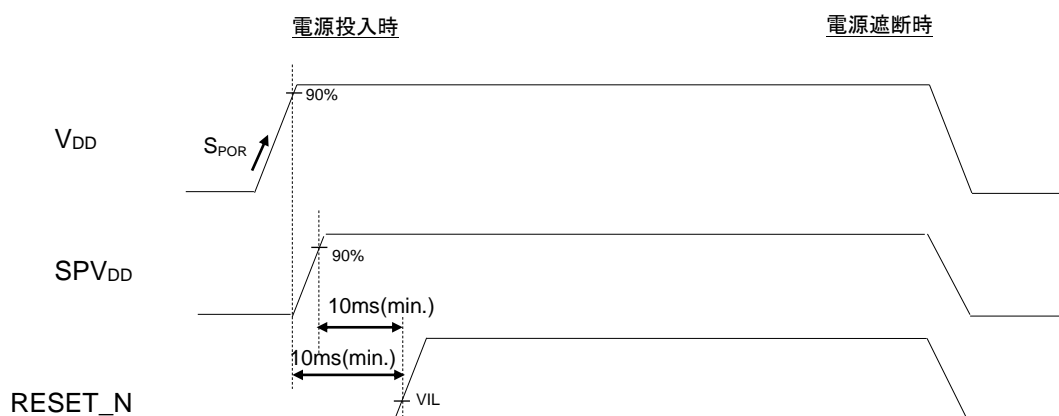 電源投入時
電源遮断時
90%
VDD
SPOR
90%
SPVDD
10ms(min.)
10ms(min.)
RESET_N
VIL